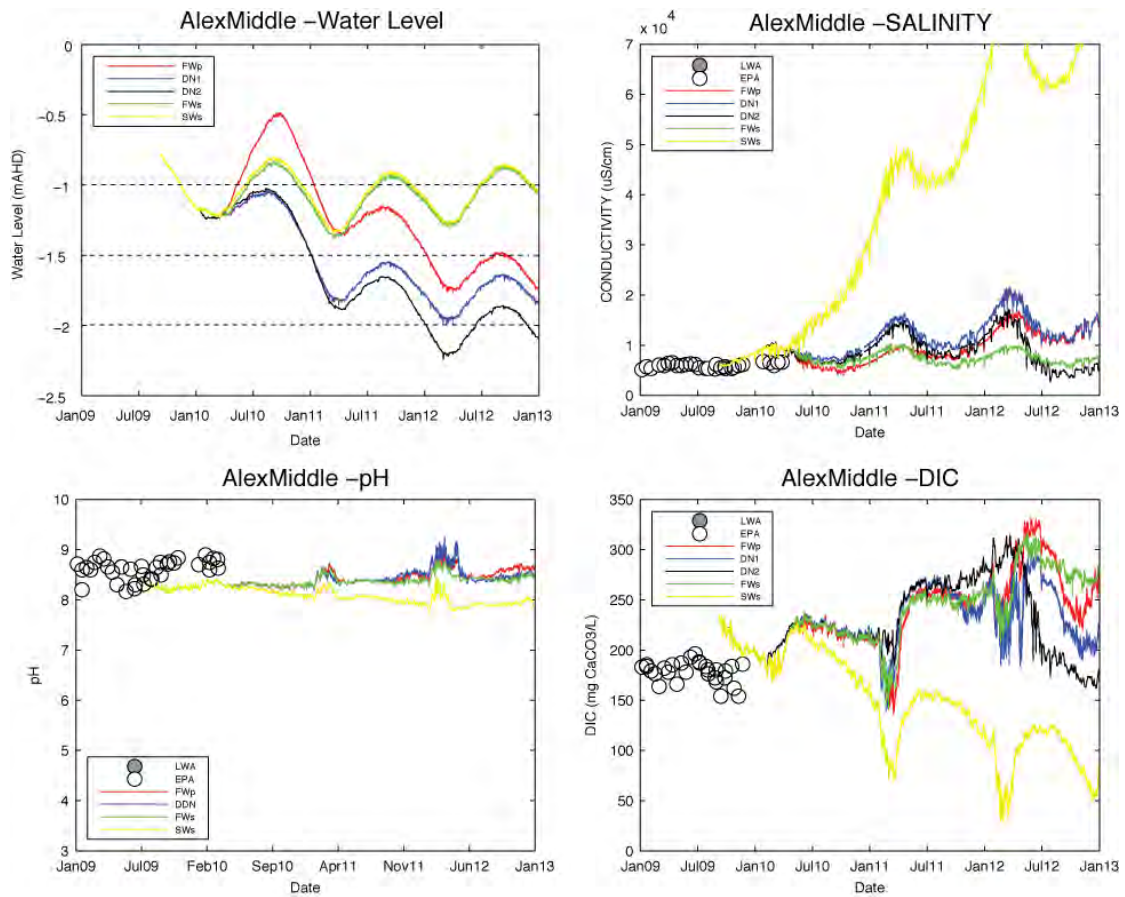 AlexMiddle –Water Level
0
−0.5
−1
−1.5
−2
−2.5
Water Level (mAHD)
FWp
DN1
DN2
FWs
SWs
Jan09 Jul09 Jan10 Jul10 Jan11 Jul11 Jan12 Jul12 Jan13
Date
AlexMiddle –SALINITY
x 10^4
7
6
5
4
3
2
1
0
CONDUCTIVITY (uS/cm)
LWA
EPA
FWp
DN1
DN2
FWs
SWs
Jan09 Jul09 Jan10 Jul10 Jan11 Jul11 Jan12 Jul12 Jan13
Date
AlexMiddle –pH
10
9
8
7
6
5
4
3
pH
LWA
EPA
FWp
DDN
FWs
SWs
Jan09 Jul09 Feb10 Sep10 Apr11 Nov11 Jun12 Jan13
Date
AlexMiddle –DIC
350
300
250
200
150
100
50
0
DIC (mg CaCO3/L)
LWA
EPA
FWp
DN1
DN2
FWs
SWs
Jan09 Jul09 Jan10 Jul10 Jan11 Jul11 Jan12 Jul12 Jan13
Date